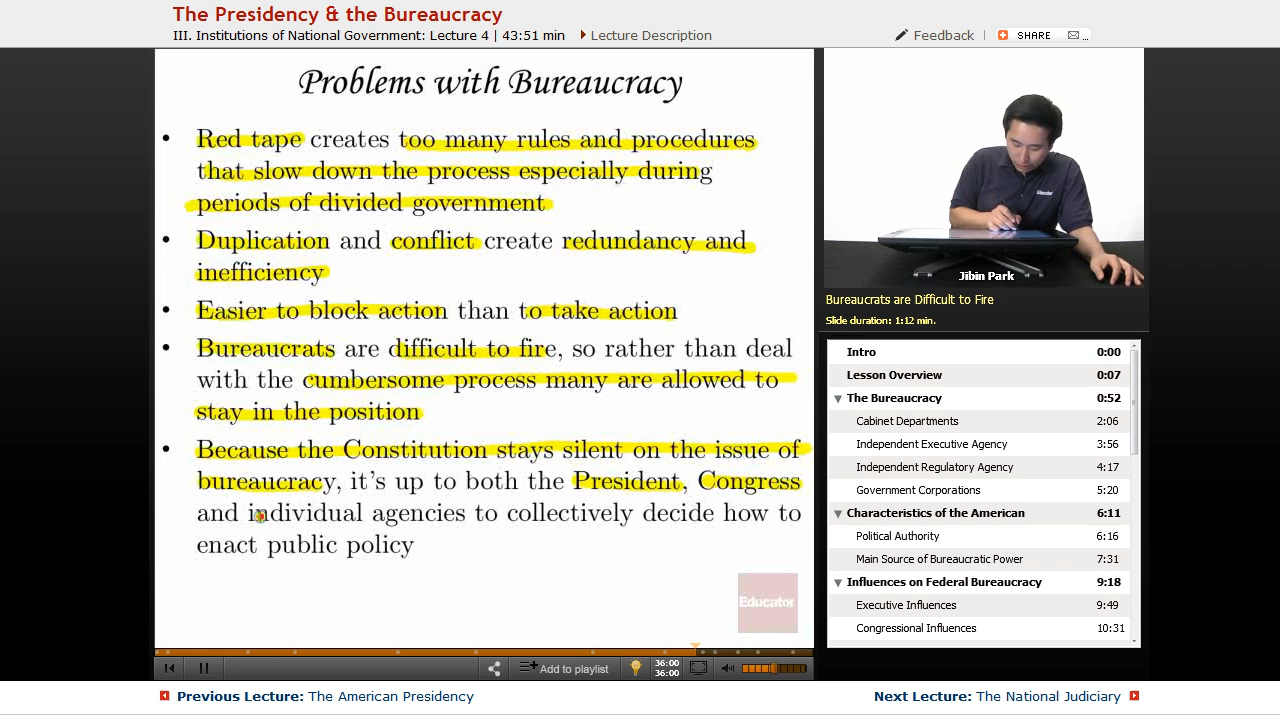 The Presidency & the Bureaucracy
III. Institutions of National Government: Lecture 4 | 43:51 min
Lecture Description
Feedback
SHARE
Problems with Bureaucracy
• Red tape creates too many rules and procedures
that slow down the process especially during
periods of divided government
• Duplication and conflict create redundancy and
inefficiency
• Easier to block action than to take action
• Bureaucrats are difficult to fire, so rather than deal
with the cumbersome process many are allowed to
stay in the position
• Because the Constitution stays silent on the issue of
bureaucracy, it's up to both the President, Congress
and individual agencies to collectively decide how to
enact public policy
Educator
Educator
Jibin Park
Bureaucrats are Difficult to Fire
Slide duration: 1:12 min.
Intro 0:00
Lesson Overview 0:07
The Bureaucracy 0:52
Cabinet Departments 2:06
Independent Executive Agency 3:56
Independent Regulatory Agency 4:17
Government Corporations 5:20
Characteristics of the American 6:11
Political Authority 6:16
Main Source of Bureaucratic Power 7:31
Influences on Federal Bureaucracy 9:18
Executive Influences 9:49
Congressional Influences 10:31
Add to playlist
36:00
36:00
Previous Lecture: The American Presidency
Next Lecture: The National Judiciary